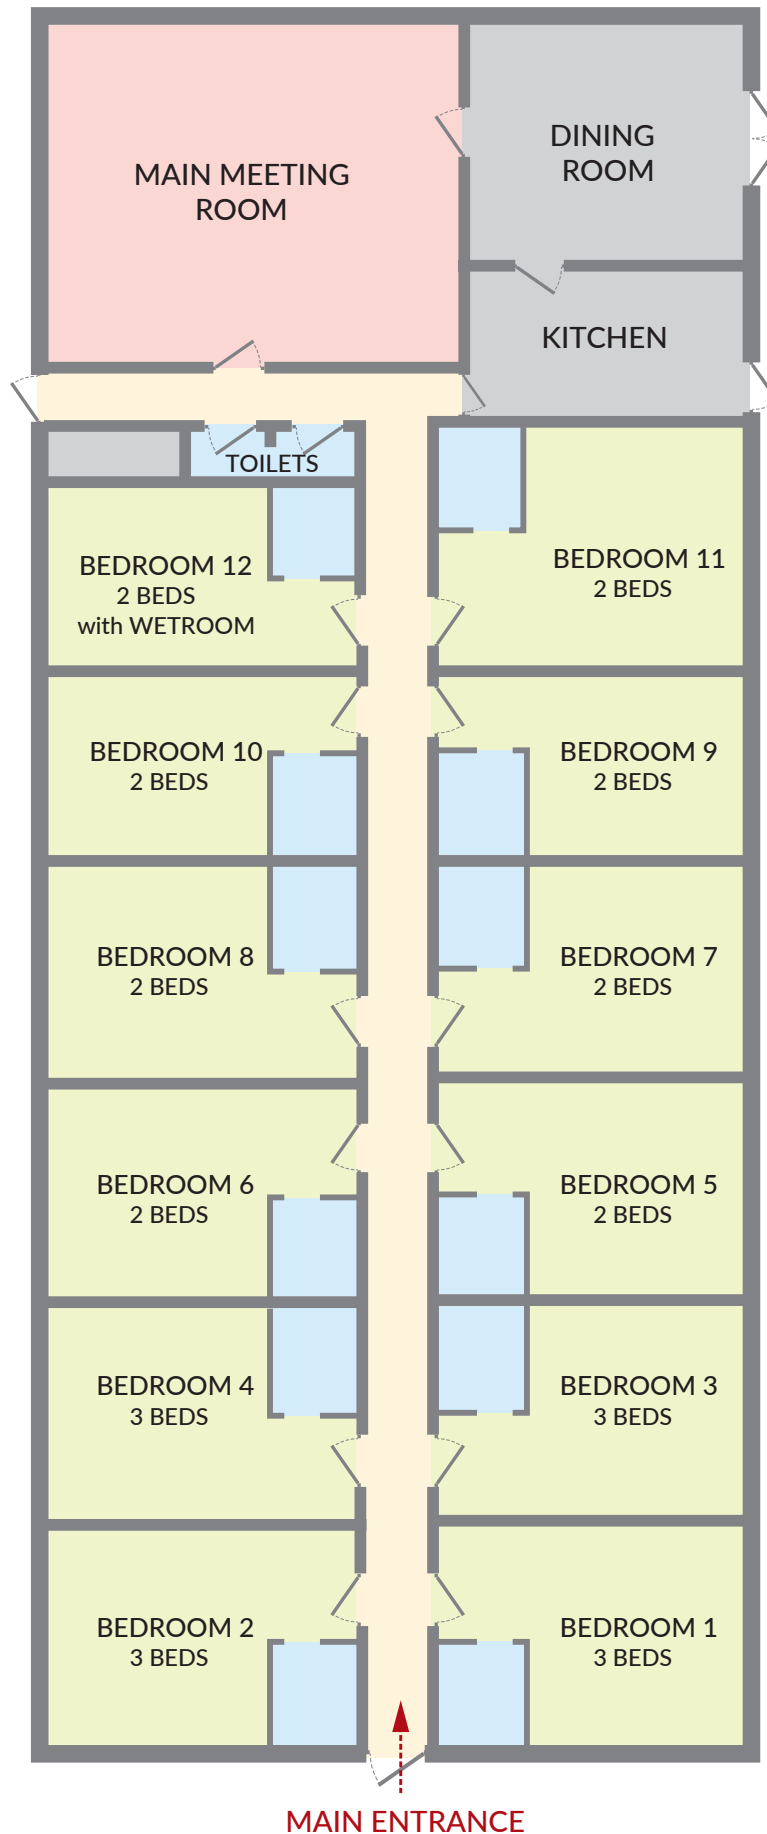 MAIN MEETING
ROOM
DINING
ROOM
KITCHEN
TOILETS
BEDROOM 12
2 BEDS
with WETROOM
BEDROOM 11
2 BEDS
BEDROOM 10
2 BEDS
BEDROOM 9
2 BEDS
BEDROOM 8
2 BEDS
BEDROOM 7
2 BEDS
BEDROOM 6
2 BEDS
BEDROOM 5
2 BEDS
BEDROOM 4
3 BEDS
BEDROOM 3
3 BEDS
BEDROOM 2
3 BEDS
BEDROOM 1
3 BEDS
MAIN ENTRANCE